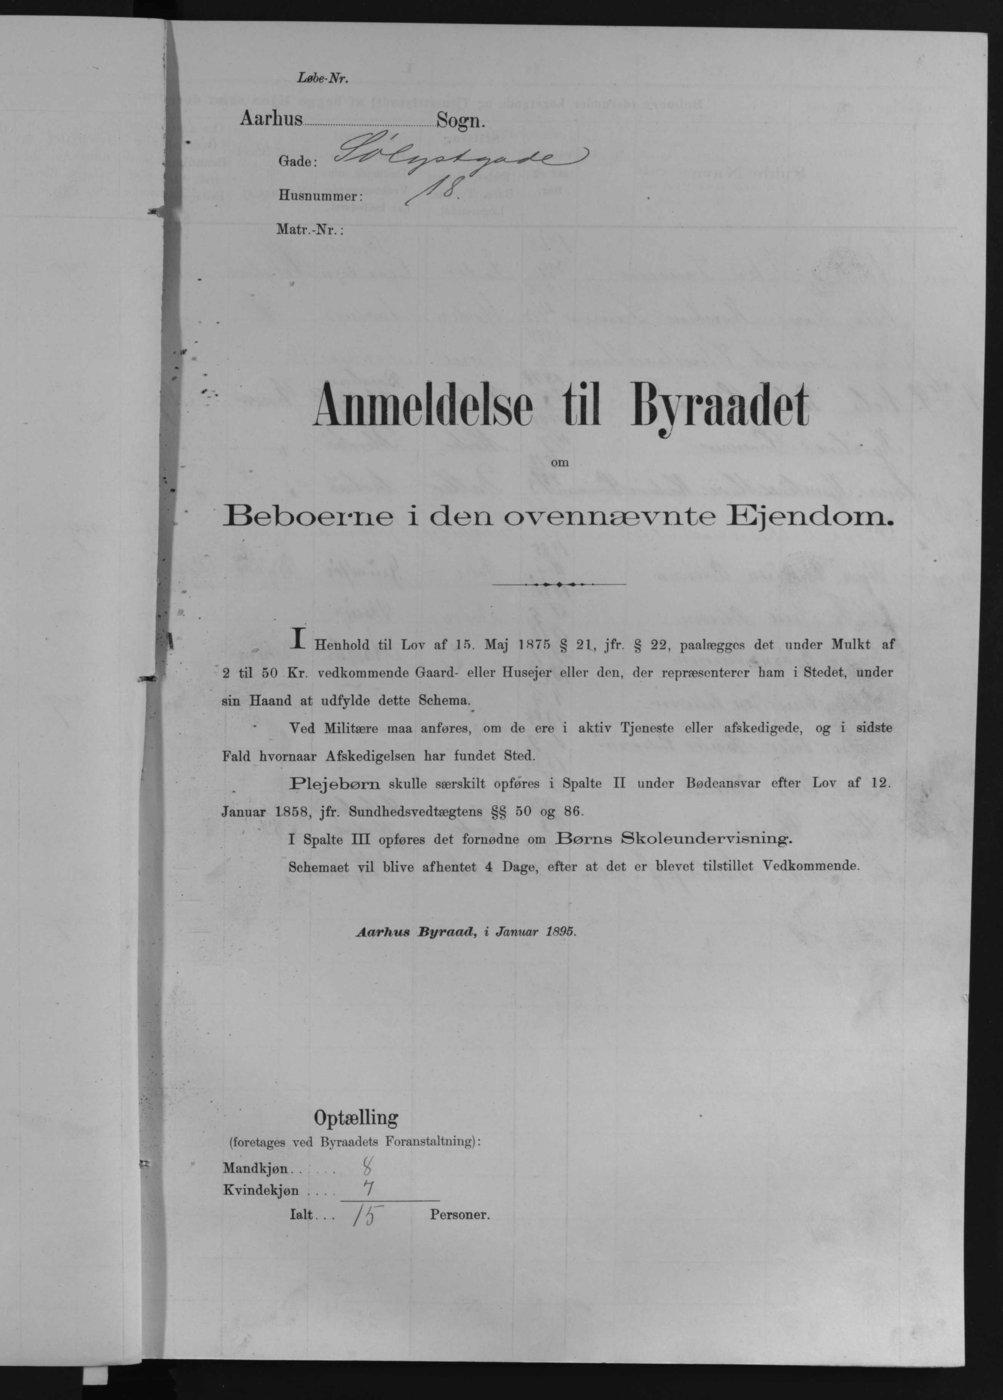 Løbe-Nr.
Aarhus Sogn.
Gade: Sølystgade
Husnummer: 18.
Matr.-Nr.:
Anmeldelse til Byraadet
om
Beboerne i den ovennævnte Ejendom.
I Henhold til Lov af 15. Maj 1875 § 21, jfr. § 22, paalægges det under Mulkt af
2 til 50 Kr. vedkommende Gaard- eller Husejer eller den, der repræsenterer ham i Stedet, under
sin Haand at udfylde dette Schema.
Ved Militære maa anføres, om de ere i aktiv Tjeneste eller afskedigede, og i sidste
Fald hvornaar Afskedigelsen har fundet Sted.
Plejebørn skulle særskilt opføres i Spalte II under Bødeansvar efter Lov af 12.
Januar 1858, jfr. Sundhedsvedtægtens §§ 50 og 86.
I Spalte III opføres det fornødne om Børns Skoleundervisning.
Schemaet vil blive afhentet 4 Dage, efter at det er blevet tilstillet Vedkommende.
Aarhus Byraad, i Januar 1895.
Optælling
(foretages ved Byraadets Foranstaltning):
Mandkjøn. . . . . . 8
Kvindekjøn . . . . 7
Ialt. . . 15 Personer.